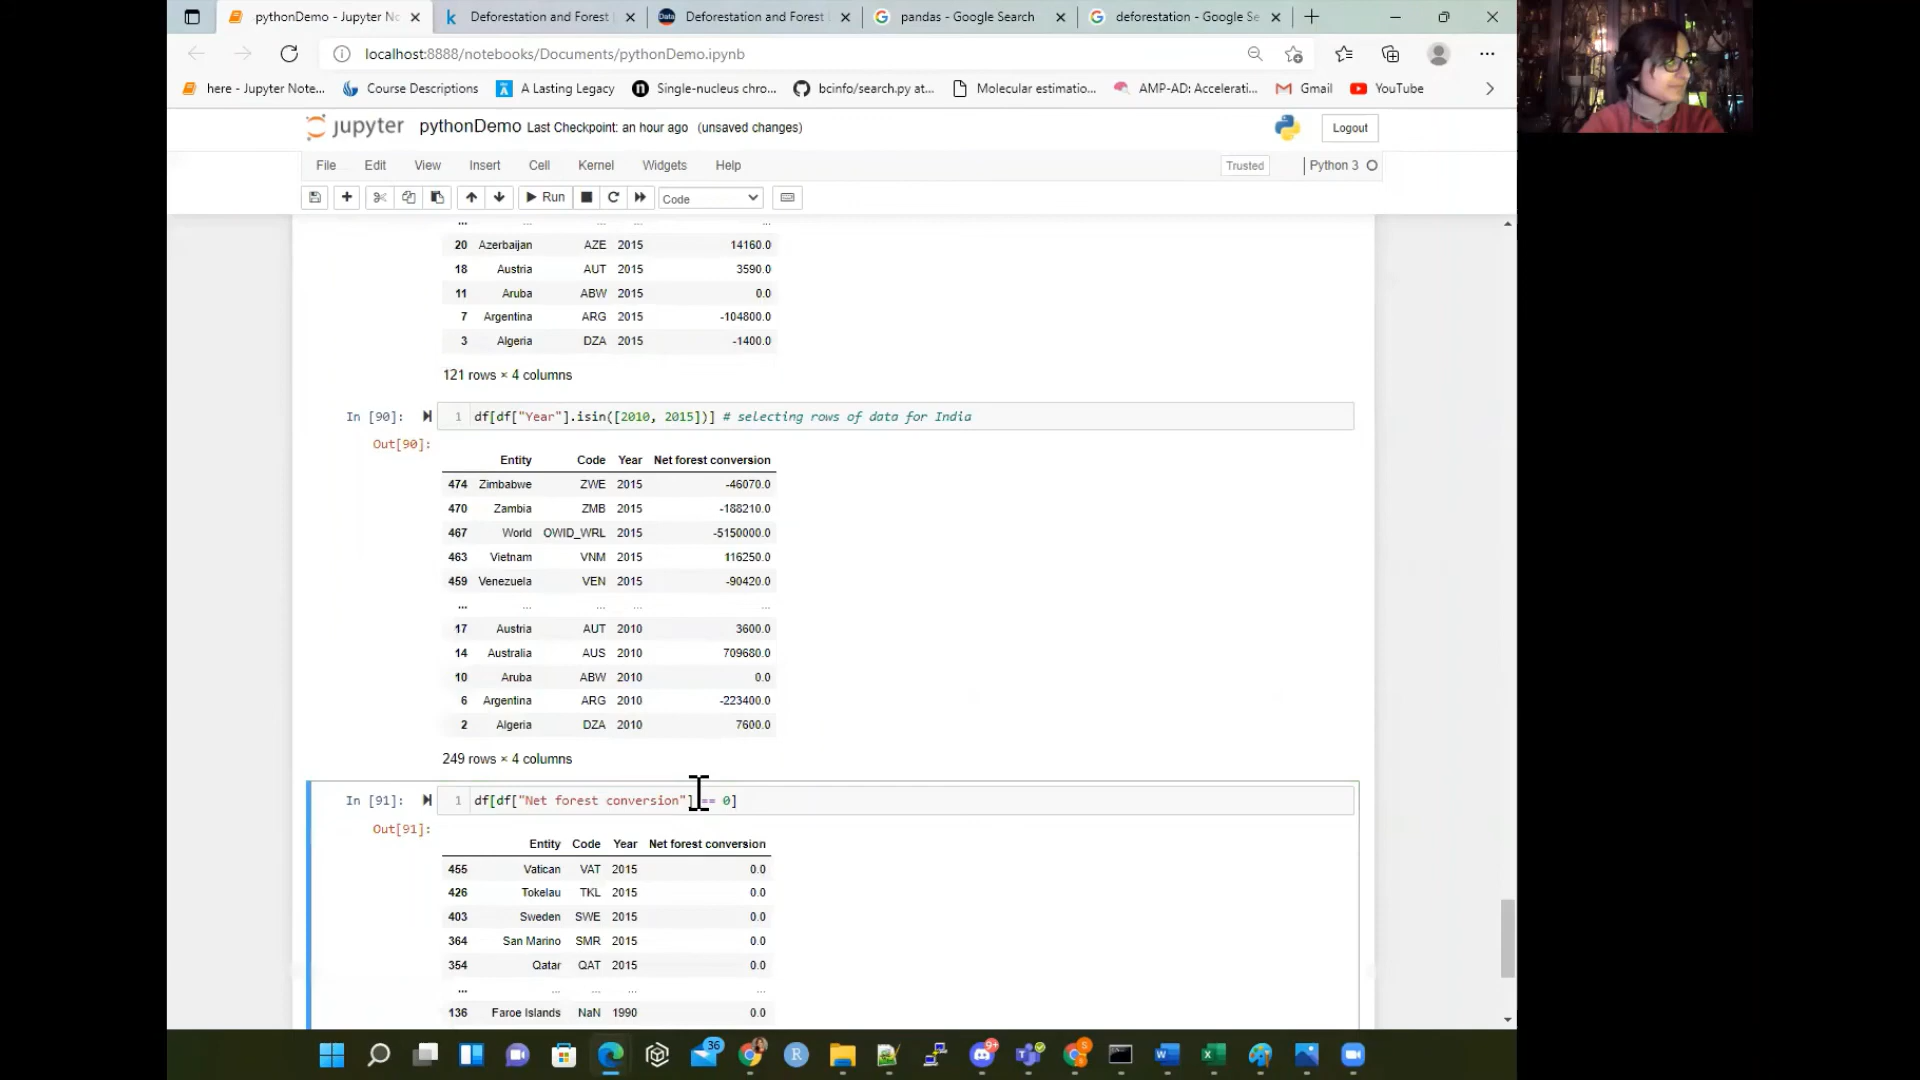 pythonDemo - Jupyter No
Deforestation and Forest
Deforestation and Forest
pandas - Google Search
deforestation - Google Se
localhost:8888/notebooks/Documents/pythonDemo.ipynb
here - Jupyter Note...
Course Descriptions
A Lasting Legacy
Single-nucleus chro...
bcinfo/search.py at...
Molecular estimatio...
AMP-AD: Accelerati...
Gmail
YouTube
jupyter pythonDemo Last Checkpoint: an hour ago (unsaved changes)
Logout
File Edit View Insert Cell Kernel Widgets Help
Trusted
Python 3
Run
Code
... ... ... ... ...
20 Azerbaijan AZE 2015 14160.0
18 Austria AUT 2015 3590.0
11 Aruba ABW 2015 0.0
7 Argentina ARG 2015 -104800.0
3 Algeria DZA 2015 -1400.0
121 rows × 4 columns
In [90]: 1 df[df["Year"].isin([2010, 2015])] # selecting rows of data for India
Out[90]:
Entity Code Year Net forest conversion
474 Zimbabwe ZWE 2015 -46070.0
470 Zambia ZMB 2015 -188210.0
467 World OWID_WRL 2015 -5150000.0
463 Vietnam VNM 2015 116250.0
459 Venezuela VEN 2015 -90420.0
... ... ... ... ...
17 Austria AUT 2010 3600.0
14 Australia AUS 2010 709680.0
10 Aruba ABW 2010 0.0
6 Argentina ARG 2010 -223400.0
2 Algeria DZA 2010 7600.0
249 rows × 4 columns
In [91]: 1 df[df["Net forest conversion"] == 0]
Out[91]:
Entity Code Year Net forest conversion
455 Vatican VAT 2015 0.0
426 Tokelau TKL 2015 0.0
403 Sweden SWE 2015 0.0
364 San Marino SMR 2015 0.0
354 Qatar QAT 2015 0.0
... ... ... ... ...
136 Faroe Islands NaN 1990 0.0
36